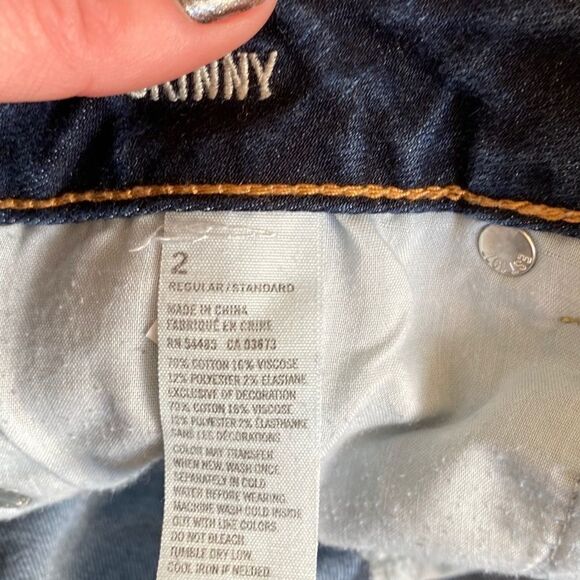 SKINNY
2
REGULAR/STANDARD
MADE IN CHINA
FABRIQUÉ EN CHINE
RN 54485 CA 03673
70% COTTON 16% VISCOSE
12% POLYESTER 2% ELASTANE
EXCLUSIVE OF DECORATION
70% COTON 16% VISCOSE
12% POLYESTER 2% ÉLASTHANNE
SANS LES DÉCORATIONS
COLOR MAY TRANSFER
WHEN NEW. WASH ONCE
SEPARATELY IN COLD
WATER BEFORE WEARING.
MACHINE WASH COLD INSIDE
OUT WITH LIKE COLORS.
DO NOT BLEACH.
TUMBLE DRY LOW.
COOL IRON IF NEEDED.